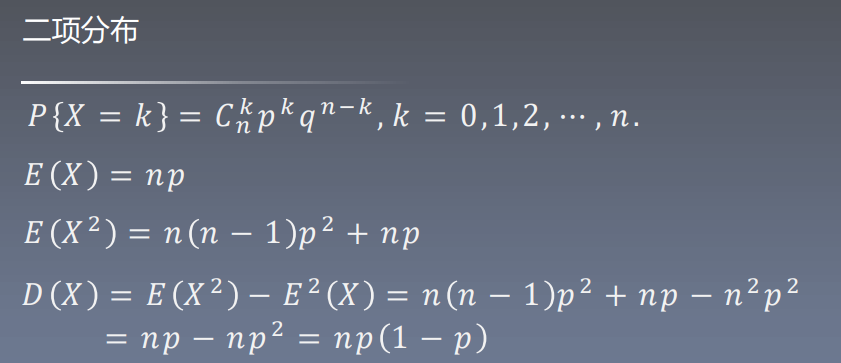 二项分布
P{X = k} = C_n^k p^k q^{n−k}, k = 0,1,2,⋯,n.
E(X) = np
E(X²) = n(n − 1)p² + np
D(X) = E(X²) − E²(X) = n(n − 1)p² + np − n²p²
= np − np² = np(1 − p)